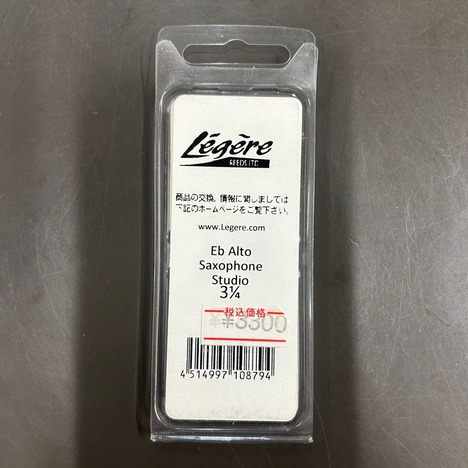 Légère
REEDS LTD.
商品の交換、情報に関しましては
下記のホームページをご覧下さい。
www.Legere.com
Eb Alto
Saxophone
Studio
3¼
税込価格
¥¥3300
4 514997 108794